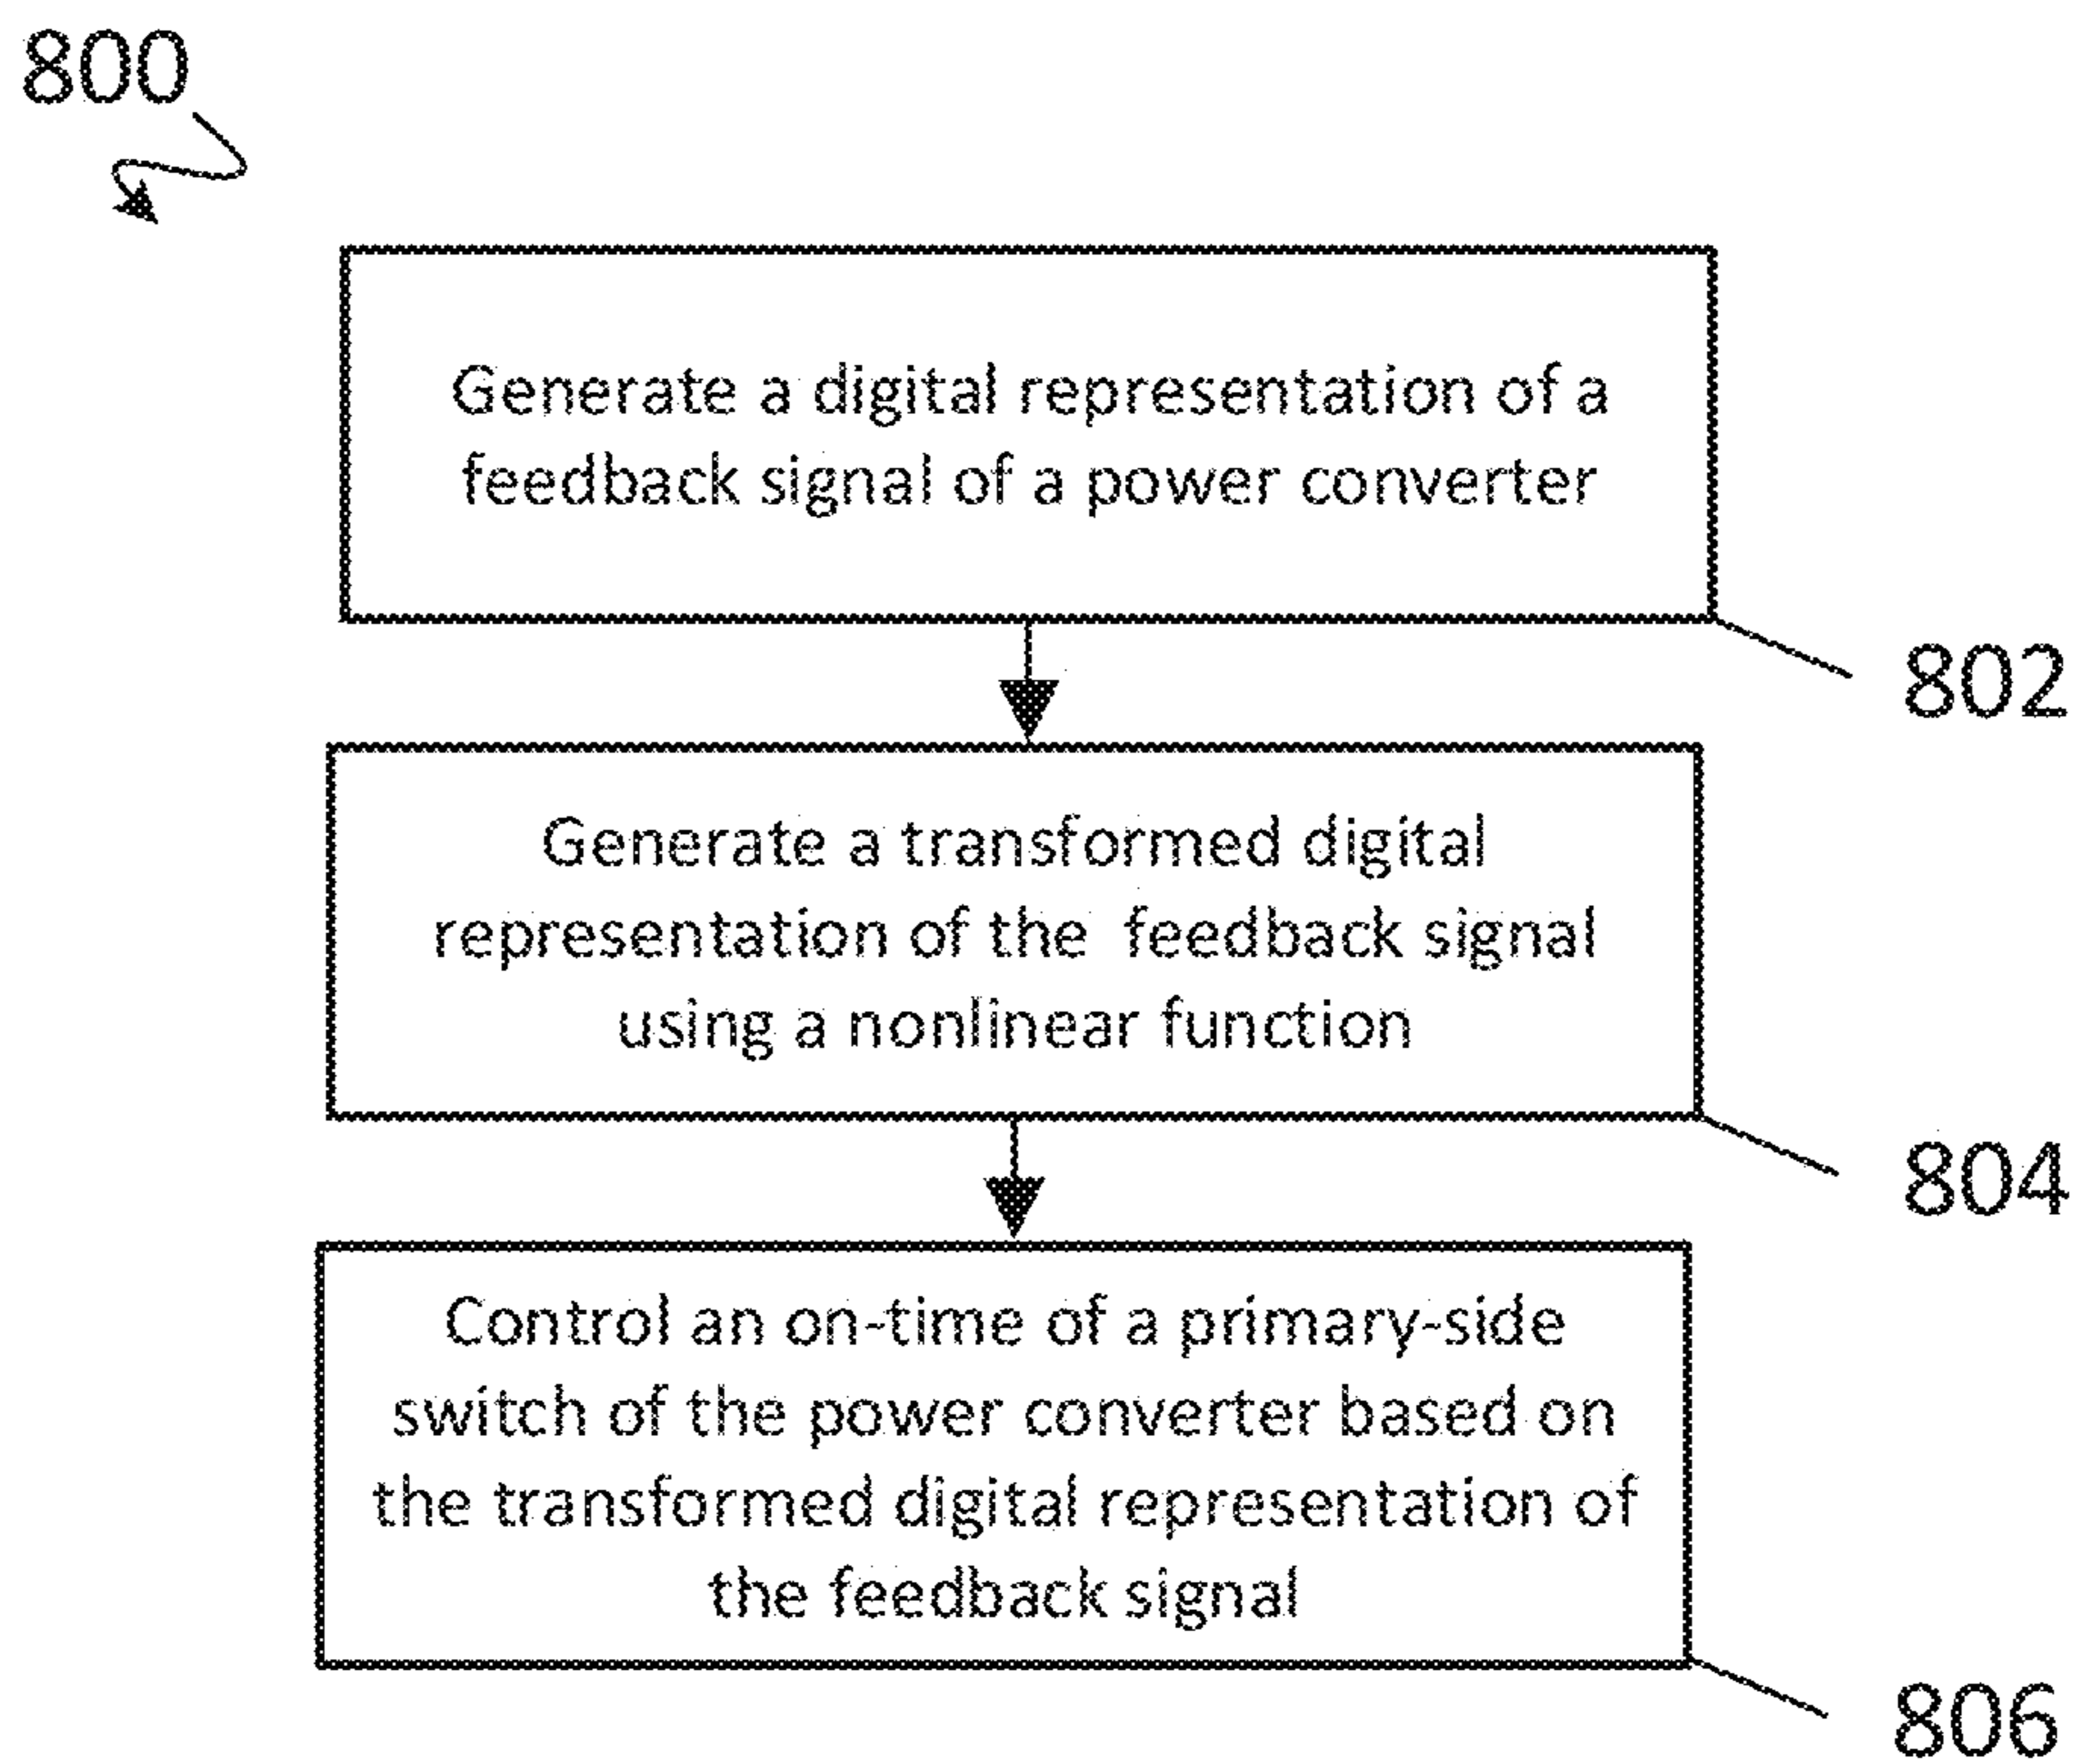 800
Generate a digital representation of a
feedback signal of a power converter
802
Generate a transformed digital
representation of the feedback signal
using a nonlinear function
804
Control an on-time of a primary-side
switch of the power converter based on
the transformed digital representation of
the feedback signal
806